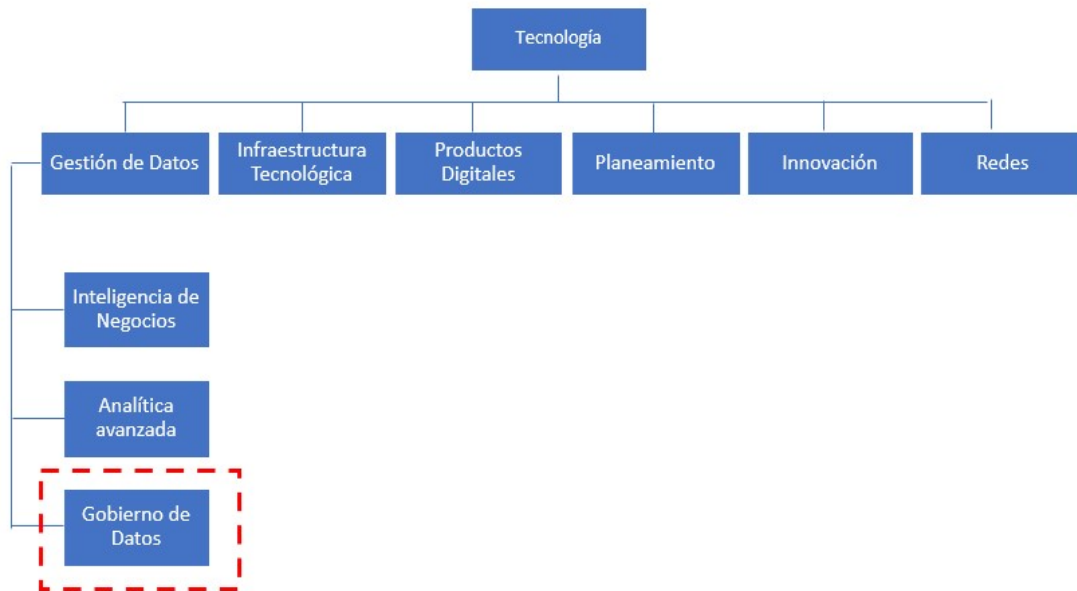 Tecnología
Gestión de Datos
Infraestructura
Tecnológica
Productos
Digitales
Planeamiento
Innovación
Redes
Inteligencia de
Negocios
Analítica
avanzada
Gobierno de
Datos